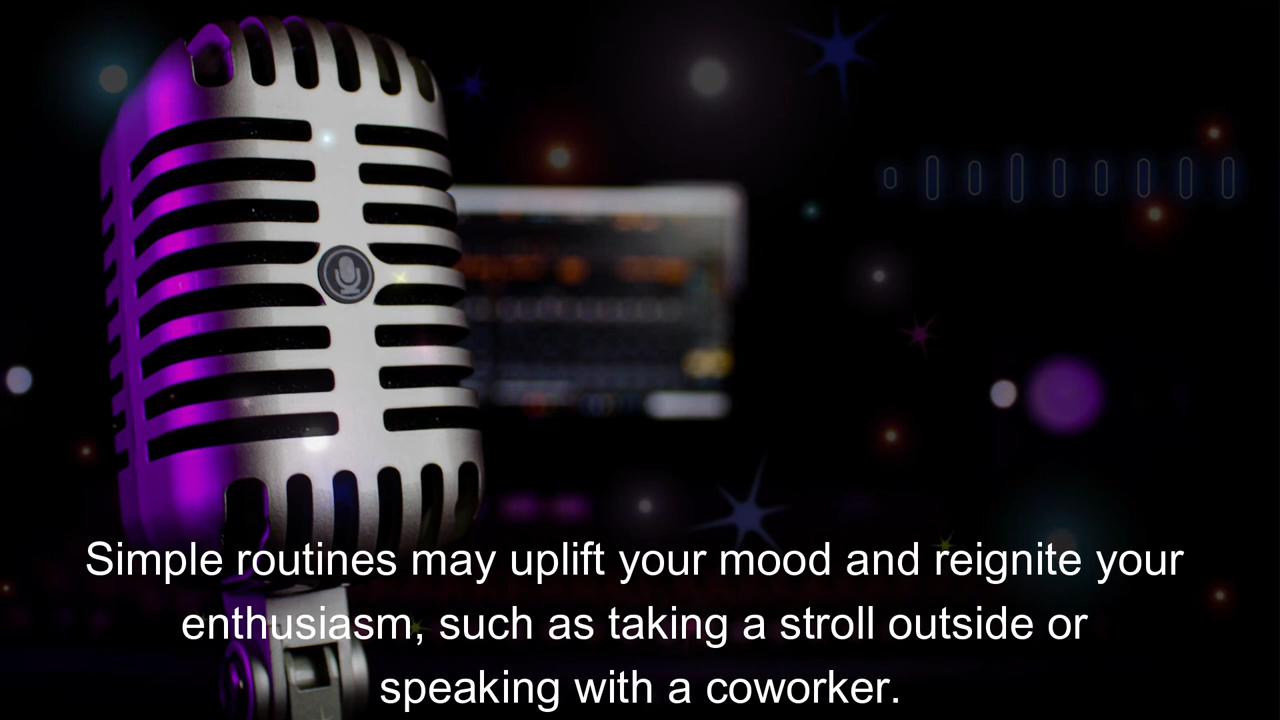 Simple routines may uplift your mood and reignite your
enthusiasm, such as taking a stroll outside or
speaking with a coworker.